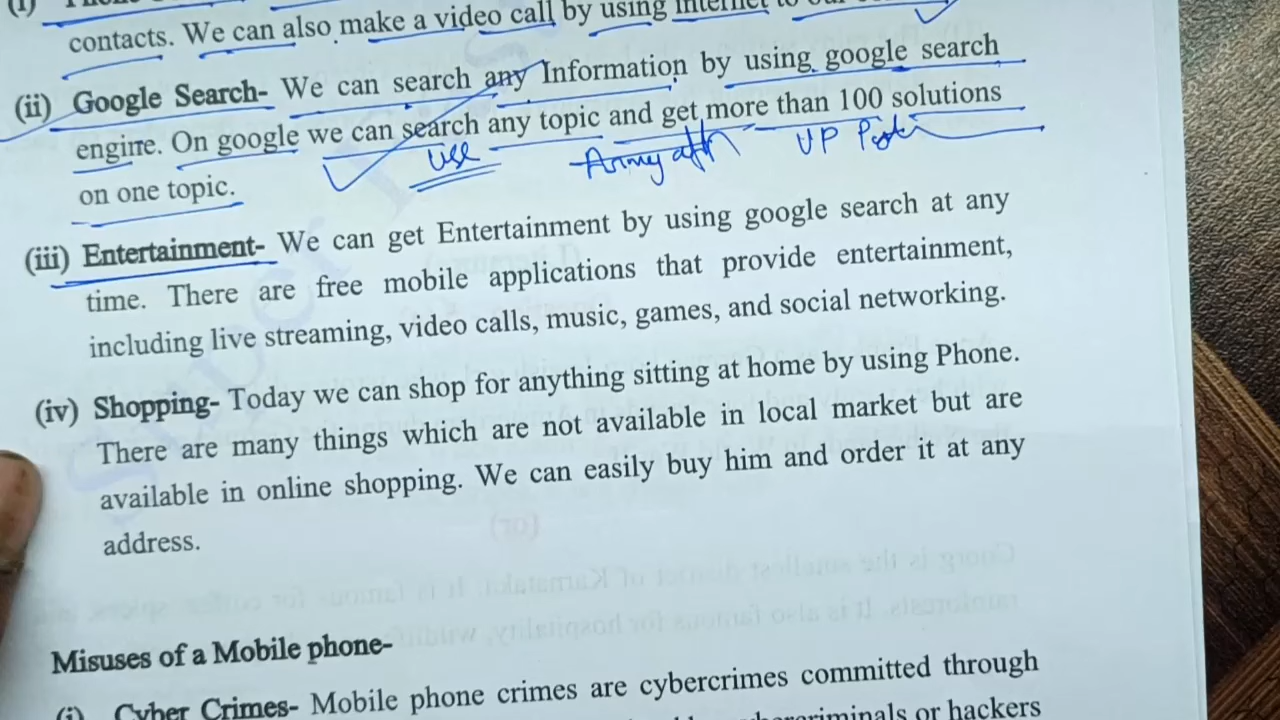 contacts. We can also make a video call by using internet to our
(ii) Google Search- We can search any Information by using google search
engine. On google we can search any topic and get more than 100 solutions
use Army UP
on one topic.
(iii) Entertainment- We can get Entertainment by using google search at any
time. There are free mobile applications that provide entertainment,
including live streaming, video calls, music, games, and social networking.
(iv) Shopping- Today we can shop for anything sitting at home by using Phone.
There are many things which are not available in local market but are
available in online shopping. We can easily buy him and order it at any
address.
Misuses of a Mobile phone-
(i) Cyber Crimes- Mobile phone crimes are cybercrimes committed through
or hackers